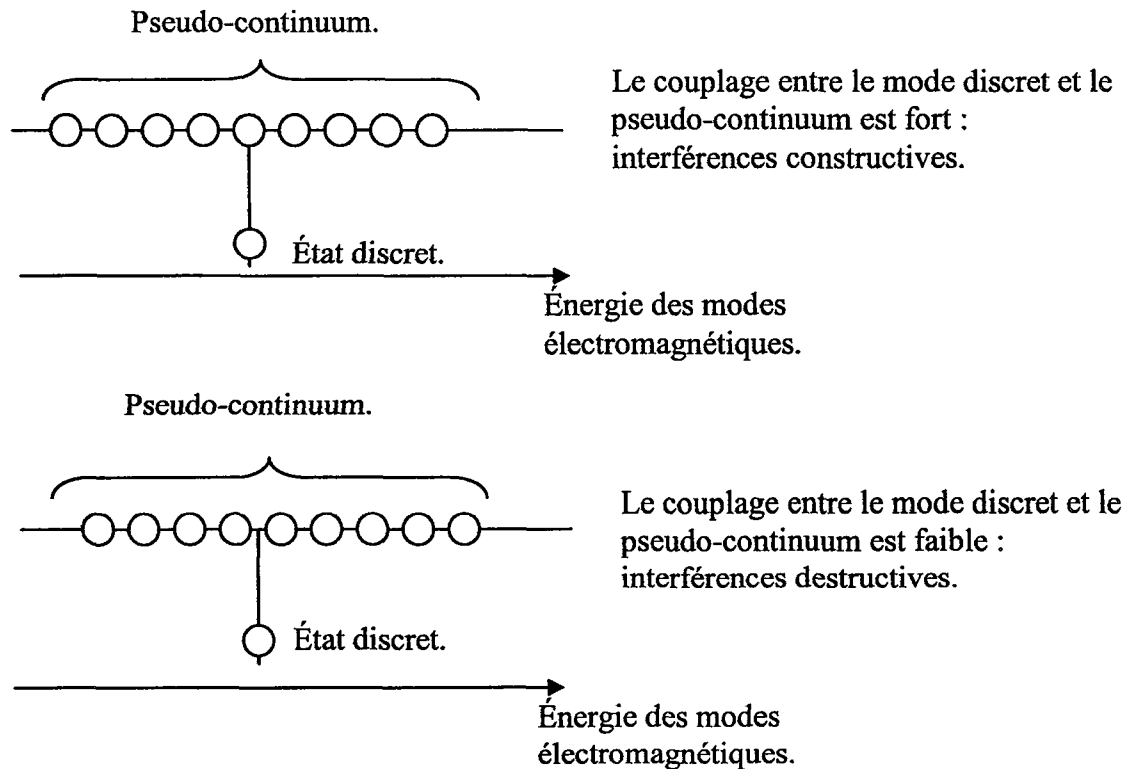 Pseudo-continuum.
Le couplage entre le mode discret et le
pseudo-continuum est fort :
interférences constructives.
État discret.
Énergie des modes
électromagnétiques.
Pseudo-continuum.
Le couplage entre le mode discret et le
pseudo-continuum est faible :
interférences destructives.
État discret.
Énergie des modes
électromagnétiques.